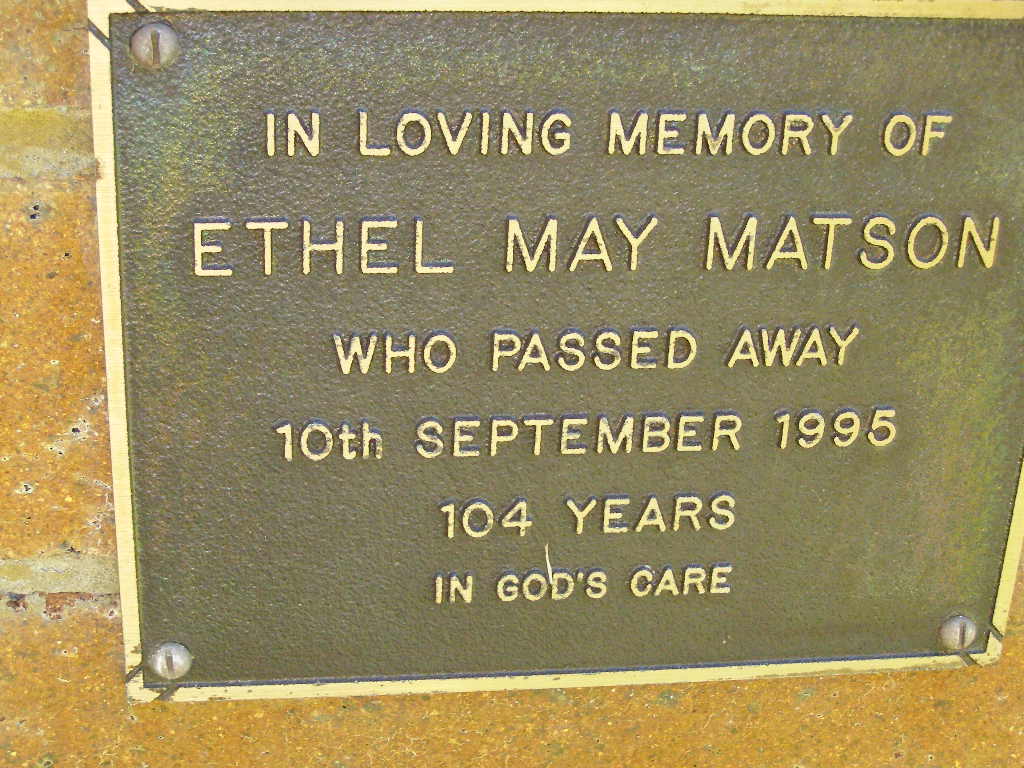 IN LOVING MEMORY OF
ETHEL MAY MATSON
WHO PASSED AWAY
10th SEPTEMBER 1995
104 YEARS
IN GOD'S CARE